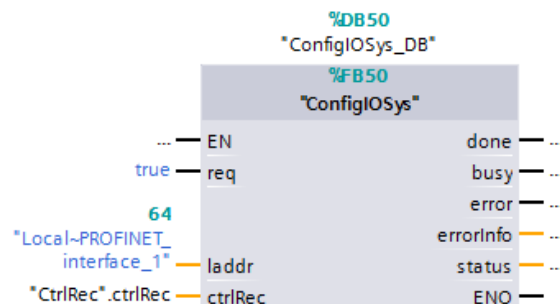 %DB50
"ConfigIOSys_DB"
%FB50
"ConfigIOSys"
... EN done ...
true req busy ...
error ...
64
"Local~PROFINET_
interface_1" laddr
errorInfo ...
status ...
"CtrlRec".ctrlRec ctrlRec ENO